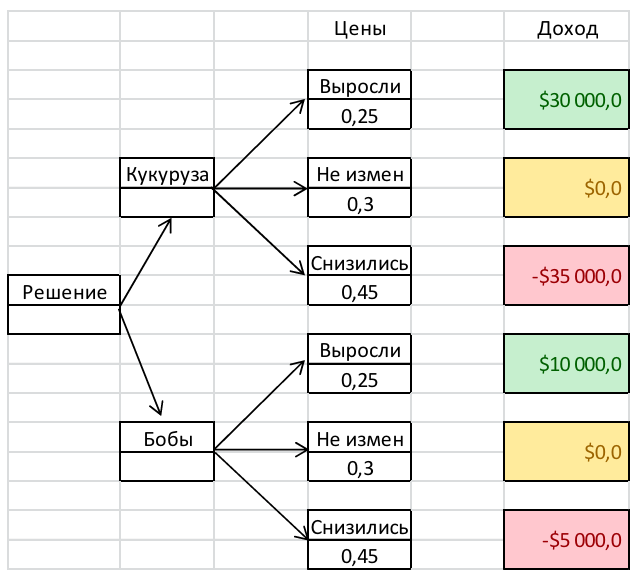 Цены Доход
Выросли
0,25
$30 000,0
Кукуруза
Не измен
0,3
$0,0
Снизились
0,45
-$35 000,0
Решение
Выросли
0,25
$10 000,0
Бобы
Не измен
0,3
$0,0
Снизились
0,45
-$5 000,0